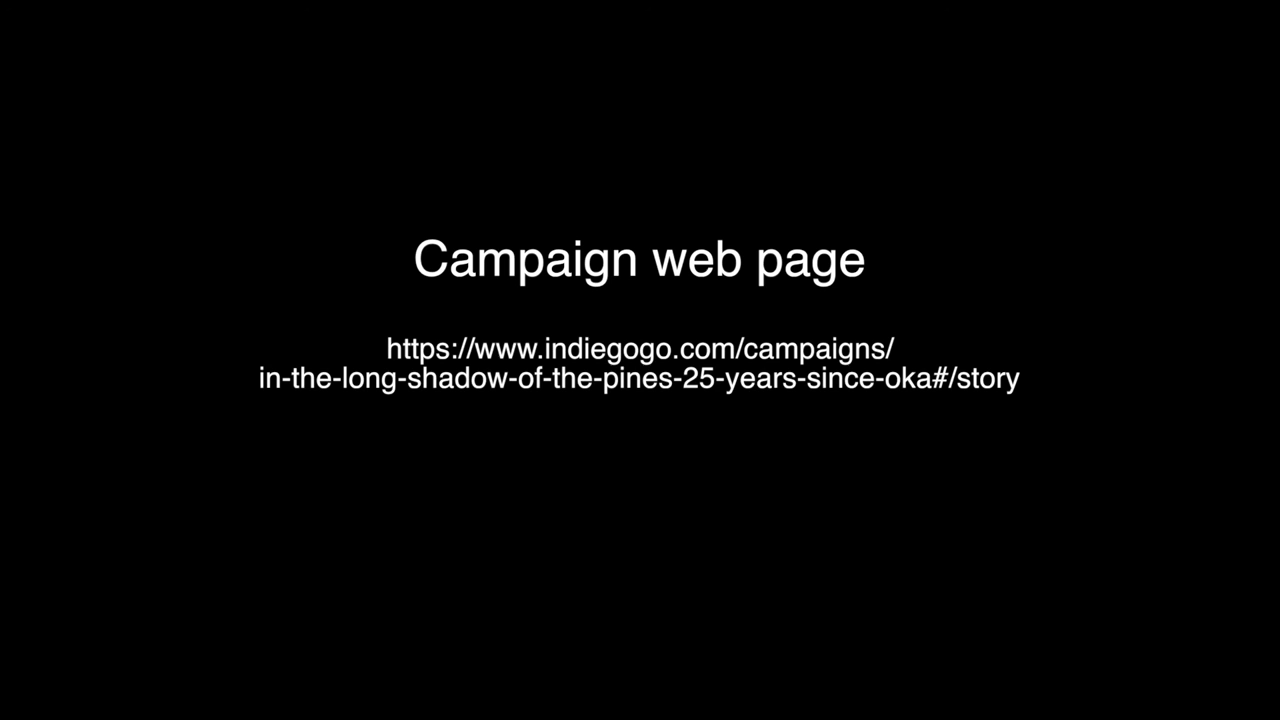 Campaign web page
https://www.indiegogo.com/campaigns/
in-the-long-shadow-of-the-pines-25-years-since-oka#/story